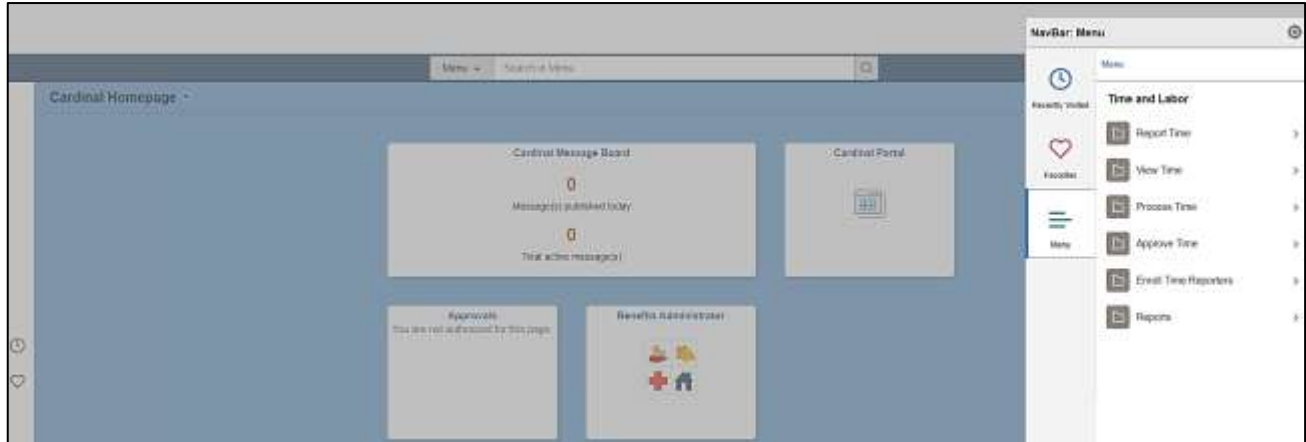 NavBar: Menu
Menu
Search in Menu
Cardinal Homepage
Recently Visited
Favorites
Menu
Menu
Time and Labor
Report Time
View Time
Process Time
Approve Time
Enroll Time Reporters
Reports
Cardinal Message Board
0
Message(s) published today
0
Total active message(s)
Cardinal Portal
Approvals
You are not authorized for this page.
Benefits Administrator